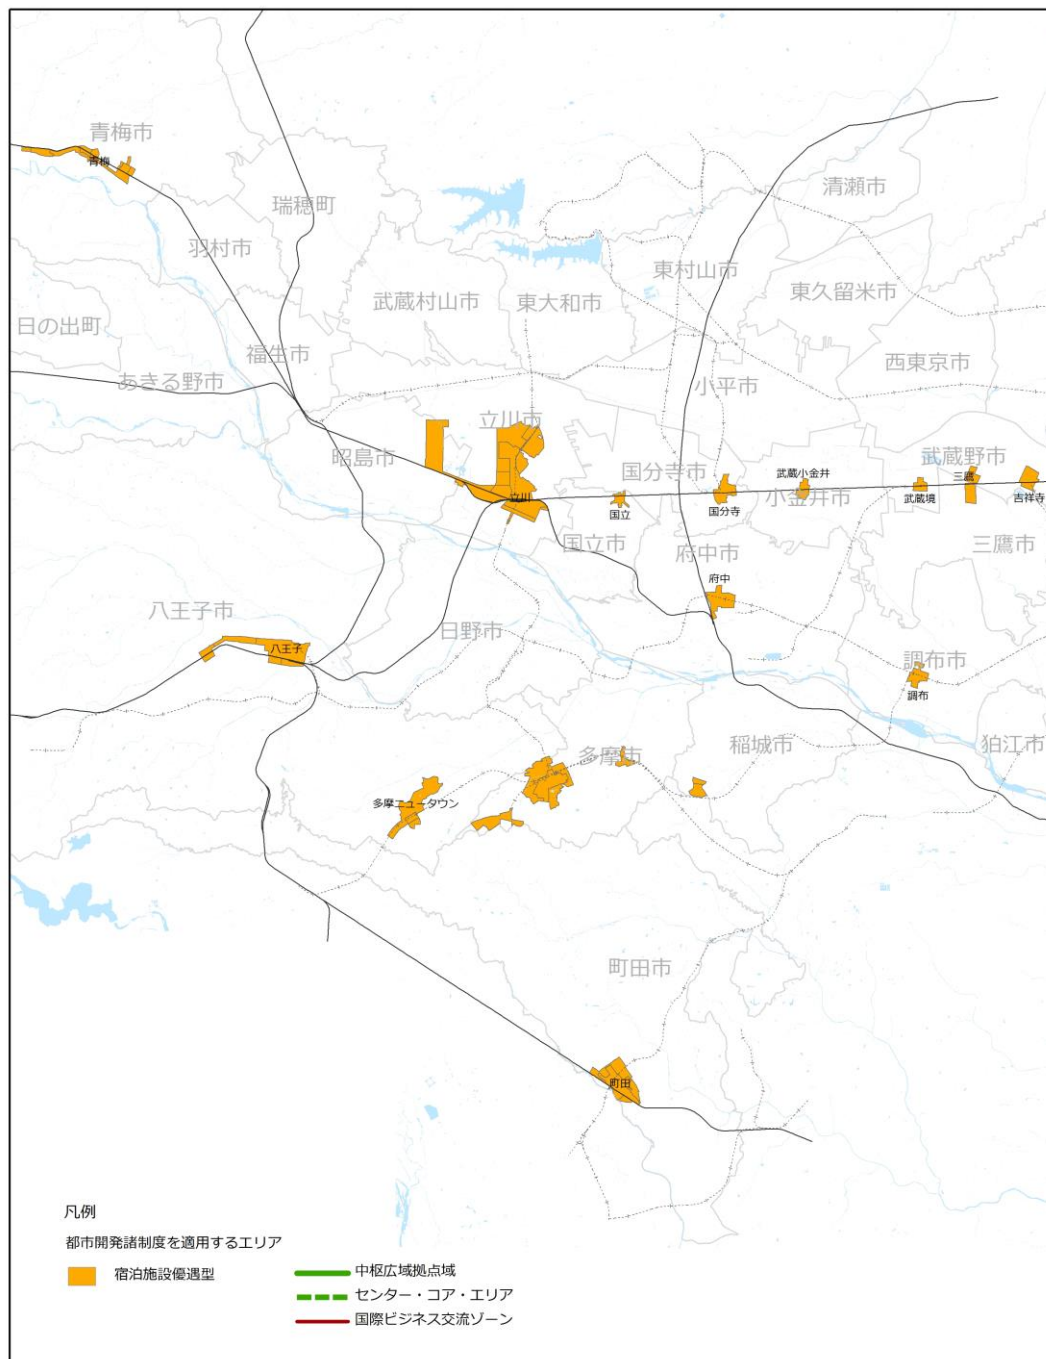 青梅市
青梅
瑞穂町
清瀬市
羽村市
東村山市
武蔵村山市
東大和市
東久留米市
日の出町
福生市
西東京市
あきる野市
小平市
立川市
昭島市
国分寺市
武蔵野市
武蔵小金井
三鷹
立川
国立
国分寺
小金井市
武蔵境
吉祥寺
国立市
府中市
三鷹市
府中
八王子市
日野市
八王子
調布市
調布
多摩市
稲城市
狛江市
多摩ニュータウン
町田市
町田
凡例
都市開発諸制度を適用するエリア
宿泊施設優遇型
中枢広域拠点域
センター・コア・エリア
国際ビジネス交流ゾーン